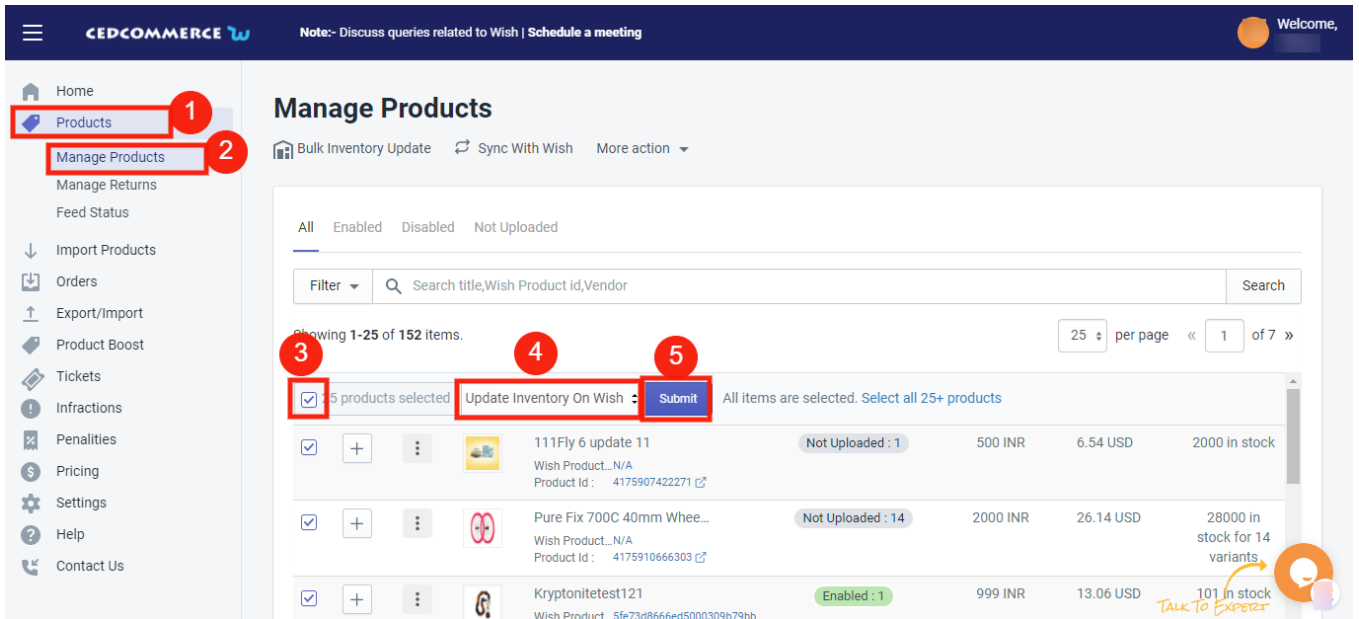 CEDCOMMERCE
Note:- Discuss queries related to Wish | Schedule a meeting
Welcome,
Home
Products
1
Manage Products
2
Manage Returns
Feed Status
Import Products
Orders
Export/Import
Product Boost
Tickets
Infractions
Penalities
Pricing
Settings
Help
Contact Us
Manage Products
Bulk Inventory Update Sync With Wish More action
All Enabled Disabled Not Uploaded
Filter Search title,Wish Product id,Vendor Search
Showing 1-25 of 152 items. 25 per page « 1 of 7 »
3 4 5
25 products selected Update Inventory On Wish Submit All items are selected. Select all 25+ products
111Fly 6 update 11 Not Uploaded : 1 500 INR 6.54 USD 2000 in stock
Wish Product...N/A
Product Id : 4175907422271
Pure Fix 700C 40mm Whee... Not Uploaded : 14 2000 INR 26.14 USD 28000 in
stock for 14
variants
Wish Product...N/A
Product Id : 4175910666303
Kryptonitetest121 Enabled : 1 999 INR 13.06 USD 101 in stock
Wish Product 5fe73d8666ed5000309b79bb
TALK TO EXPERT